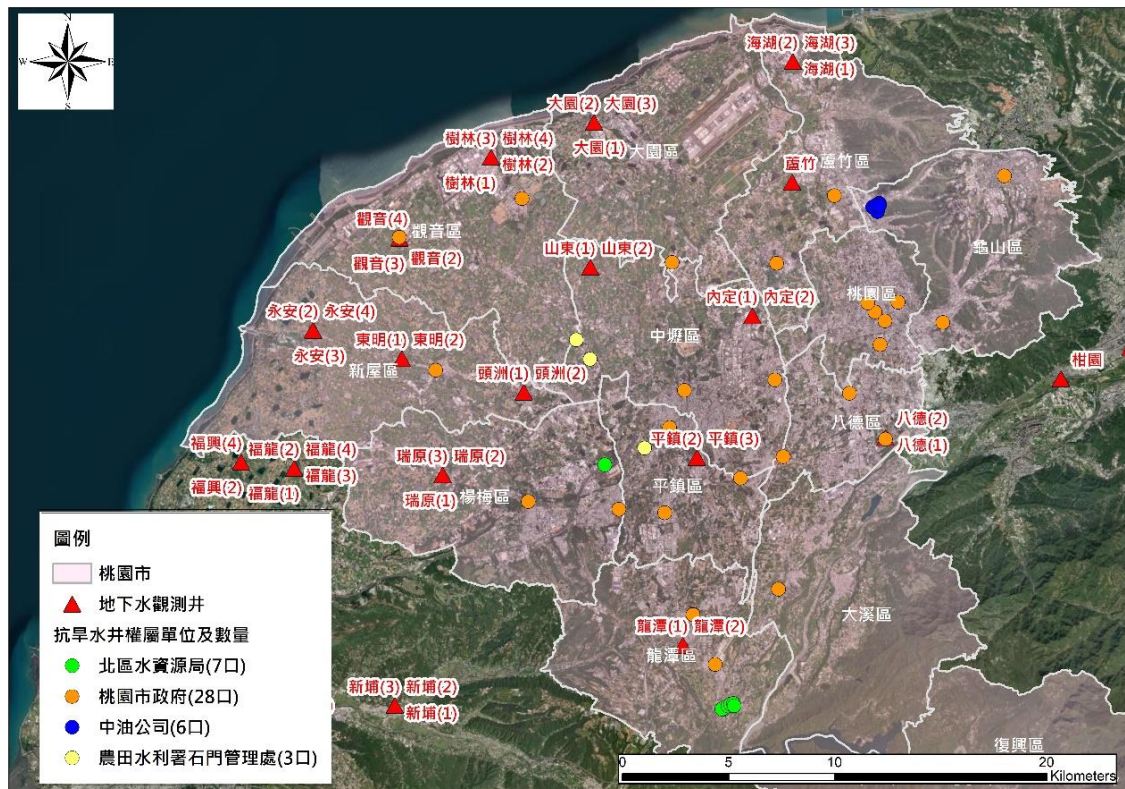 N
W E
S
海湖(2) 海湖(3)
海湖(1)
大園(2) 大園(3)
大園(1)
大園區
樹林(3) 樹林(4)
樹林(2)
樹林(1)
蘆竹區
蘆竹
觀音(4)
觀音區
觀音(3) 觀音(2)
山東(1) 山東(2)
龜山區
桃園區
內定(1) 內定(2)
永安(2) 永安(4)
永安(3)
東明(1) 東明(2)
新屋區
中壢區
頭洲(1) 頭洲(2)
柑園
八德區
八德(2)
八德(1)
福興(4)
福龍(2) 福龍(4)
福龍(3)
福興(2)
福龍(1)
瑞原(3) 瑞原(2)
瑞原(1)
楊梅區
平鎮(2) 平鎮(3)
平鎮區
大溪區
龍潭(1) 龍潭(2)
龍潭區
新埔(3) 新埔(2)
新埔(1)
復興區
圖例
桃園市
地下水觀測井
抗旱水井權屬單位及數量
北區水資源局(7口)
桃園市政府(28口)
中油公司(6口)
農田水利署石門管理處(3口)
0 5 10 20
Kilometers